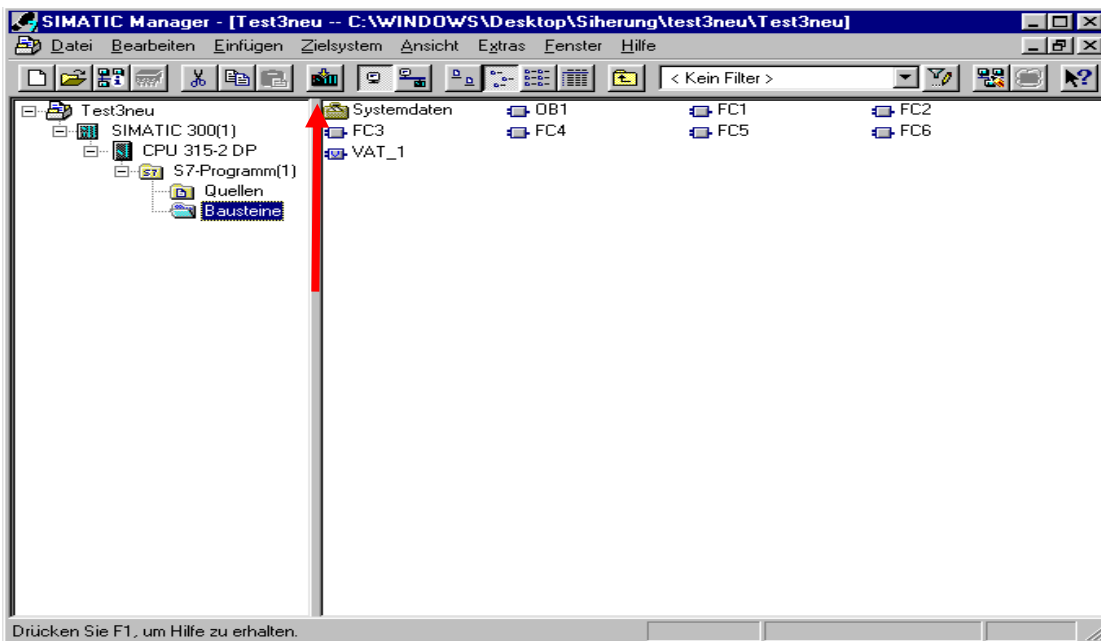 SIMATIC Manager - [Test3neu -- C:\WINDOWS\Desktop\Siherung\test3neu\Test3neu]
Datei Bearbeiten Einfügen Zielsystem Ansicht Extras Fenster Hilfe
< Kein Filter >
Test3neu
SIMATIC 300(1)
CPU 315-2 DP
S7-Programm(1)
Quellen
Bausteine
Systemdaten OB1 FC1 FC2
FC3 FC4 FC5 FC6
VAT_1
Drücken Sie F1, um Hilfe zu erhalten.